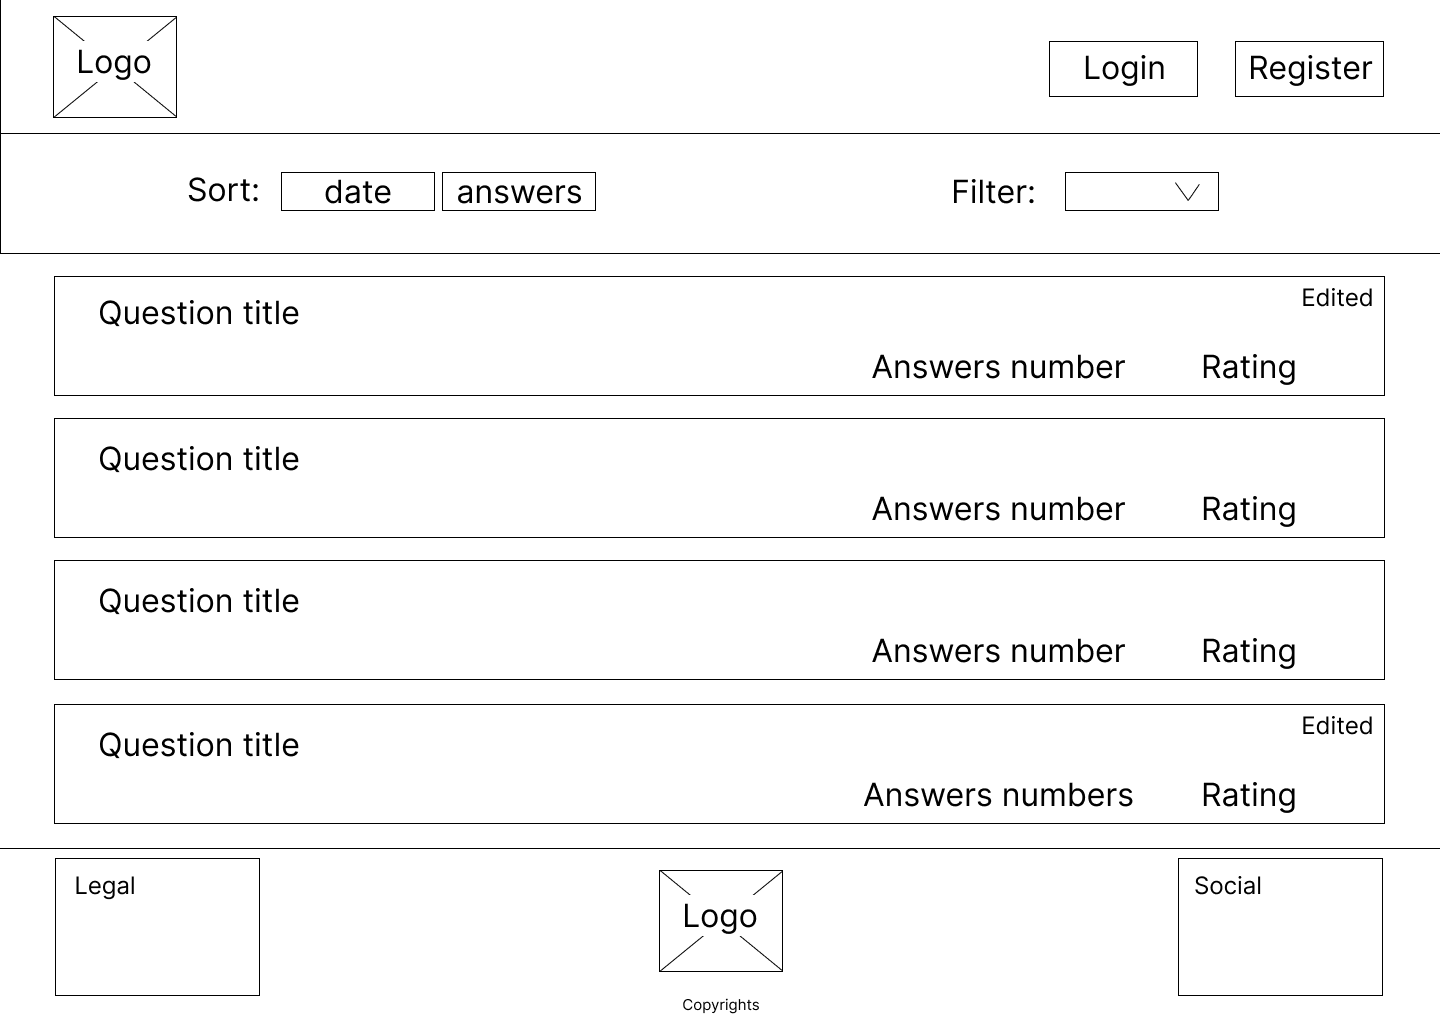 Logo
Login
Register
Sort:
date
answers
Filter:
Question title
Edited
Answers number
Rating
Question title
Answers number
Rating
Question title
Answers number
Rating
Question title
Edited
Answers numbers
Rating
Legal
Logo
Social
Copyrights